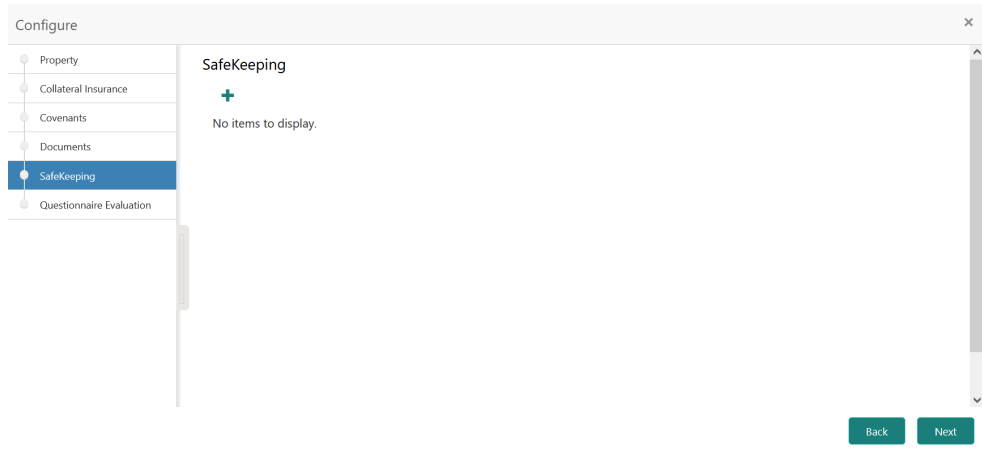 Configure
Property
Collateral Insurance
Covenants
Documents
SafeKeeping
Questionnaire Evaluation
SafeKeeping
No items to display.
Back
Next